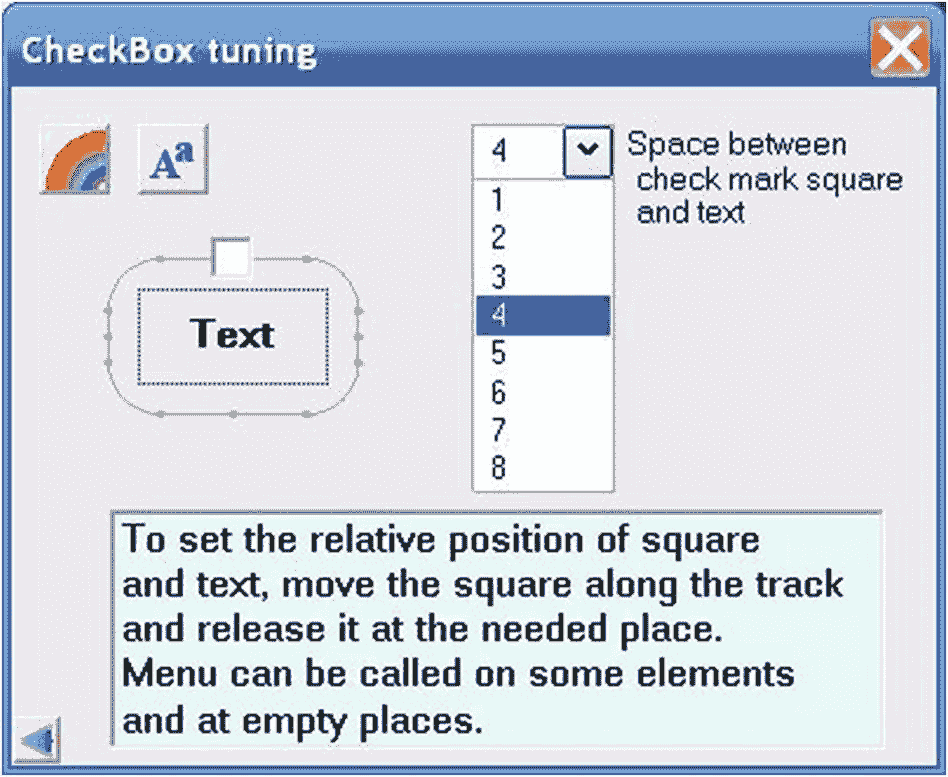 CheckBox tuning
Aa
4
Space between
check mark square
and text
1
2
3
4
5
6
7
8
Text
To set the relative position of square
and text, move the square along the track
and release it at the needed place.
Menu can be called on some elements
and at empty places.